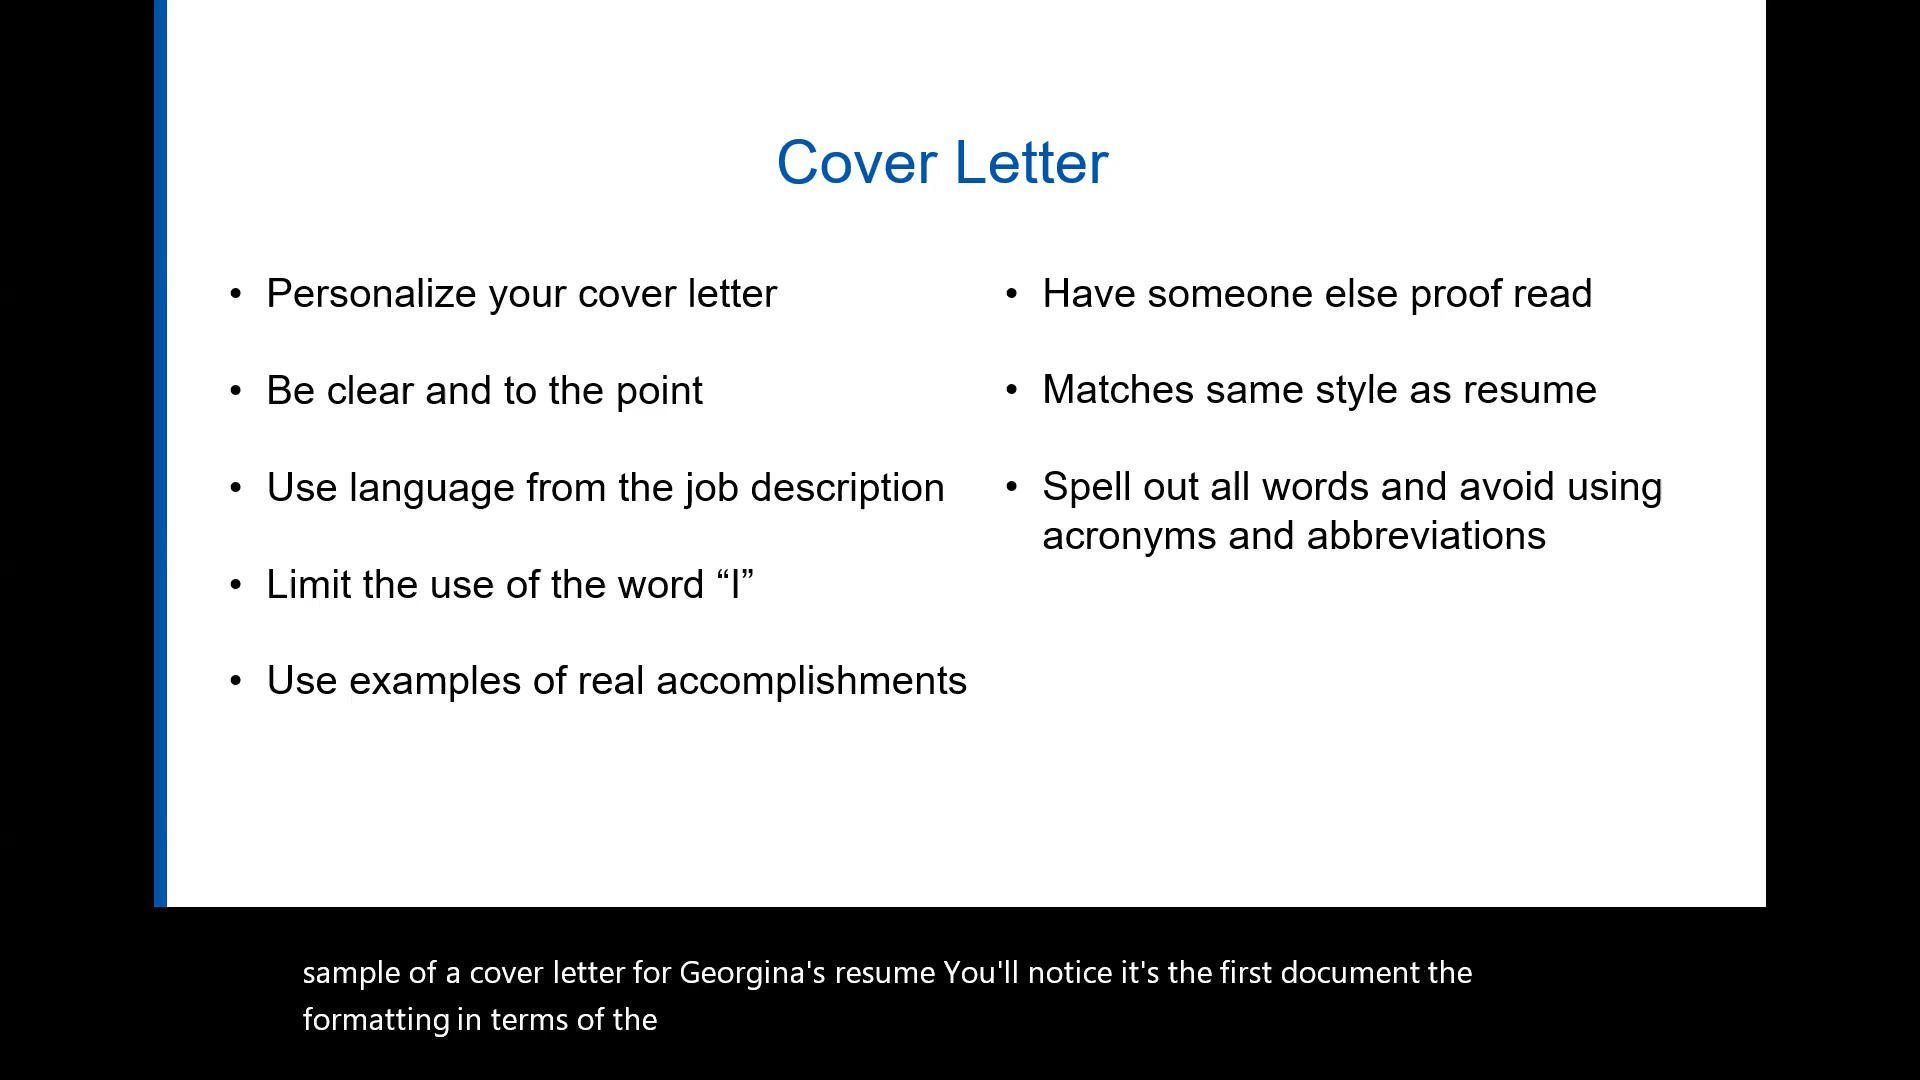 Cover Letter
• Personalize your cover letter
• Be clear and to the point
• Use language from the job description
• Limit the use of the word “I”
• Use examples of real accomplishments
• Have someone else proof read
• Matches same style as resume
• Spell out all words and avoid using
acronyms and abbreviations
sample of a cover letter for Georgina's resume You'll notice it's the first document the
formatting in terms of the